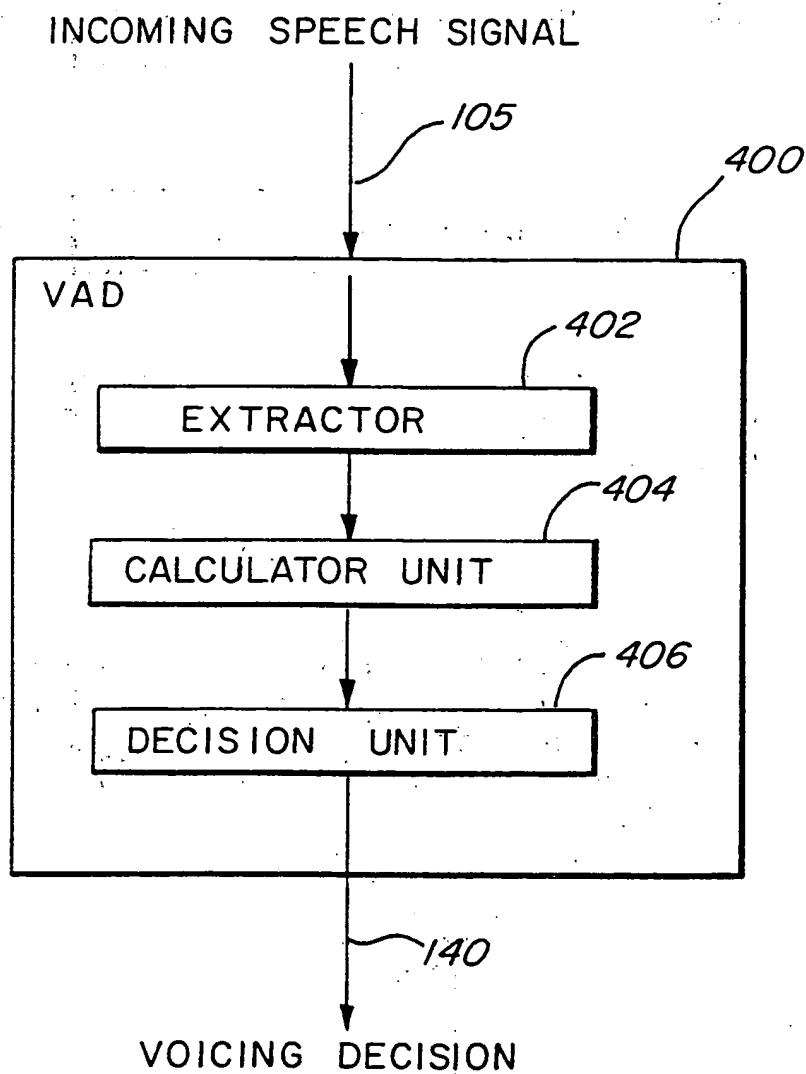 INCOMING SPEECH SIGNAL
105
400
VAD
402
EXTRACTOR
404
CALCULATOR UNIT
406
DECISION UNIT
140
VOICING DECISION